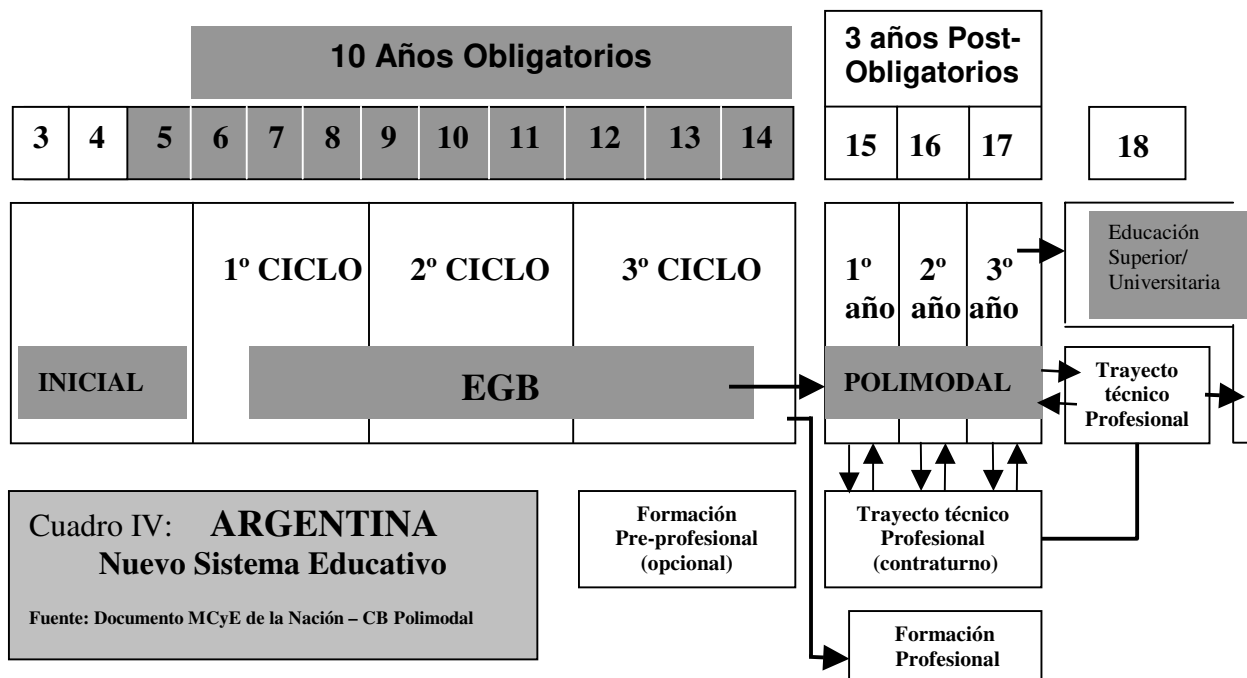 10 Años Obligatorios
3 años Post-
Obligatorios
3 4 5 6 7 8 9 10 11 12 13 14
15 16 17
18
1º CICLO
2º CICLO
3º CICLO
1º
año
2º
año
3º
año
Educación
Superior/
Universitaria
INICIAL
EGB
POLIMODAL
Trayecto
técnico
Profesional
Cuadro IV: ARGENTINA
Nuevo Sistema Educativo
Fuente: Documento MCyE de la Nación – CB Polimodal
Formación
Pre-profesional
(opcional)
Trayecto técnico
Profesional
(contraturno)
Formación
Profesional